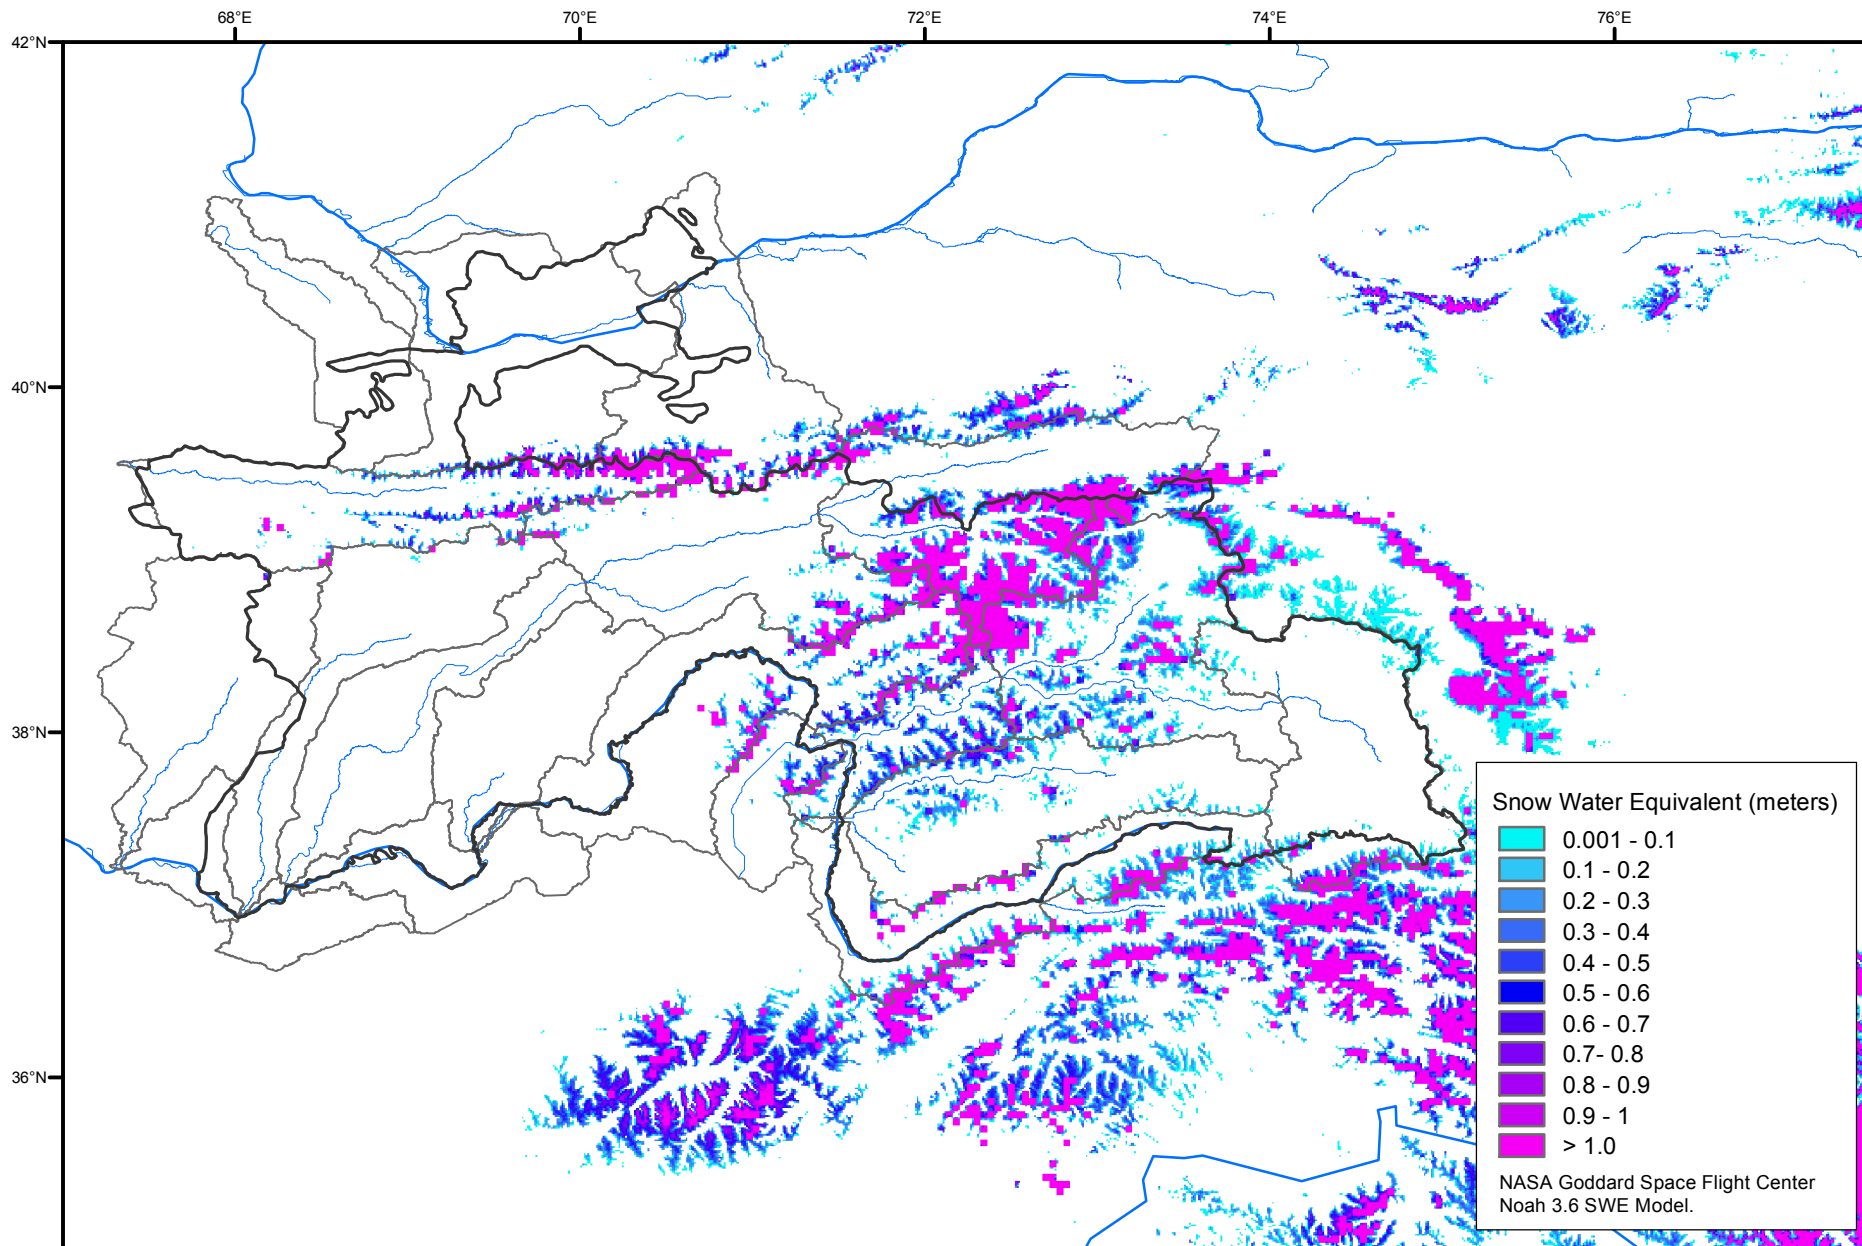 68°E
70°E
72°E
74°E
76°E
42°N
40°N
38°N
36°N
Snow Water Equivalent (meters)
0.001 - 0.1
0.1 - 0.2
0.2 - 0.3
0.3 - 0.4
0.4 - 0.5
0.5 - 0.6
0.6 - 0.7
0.7- 0.8
0.8 - 0.9
0.9 - 1
> 1.0
NASA Goddard Space Flight Center
Noah 3.6 SWE Model.